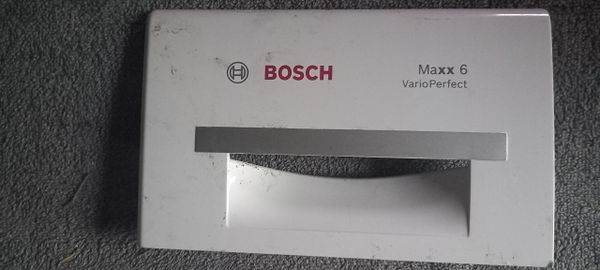 BOSCH
Maxx 6
VarioPerfect